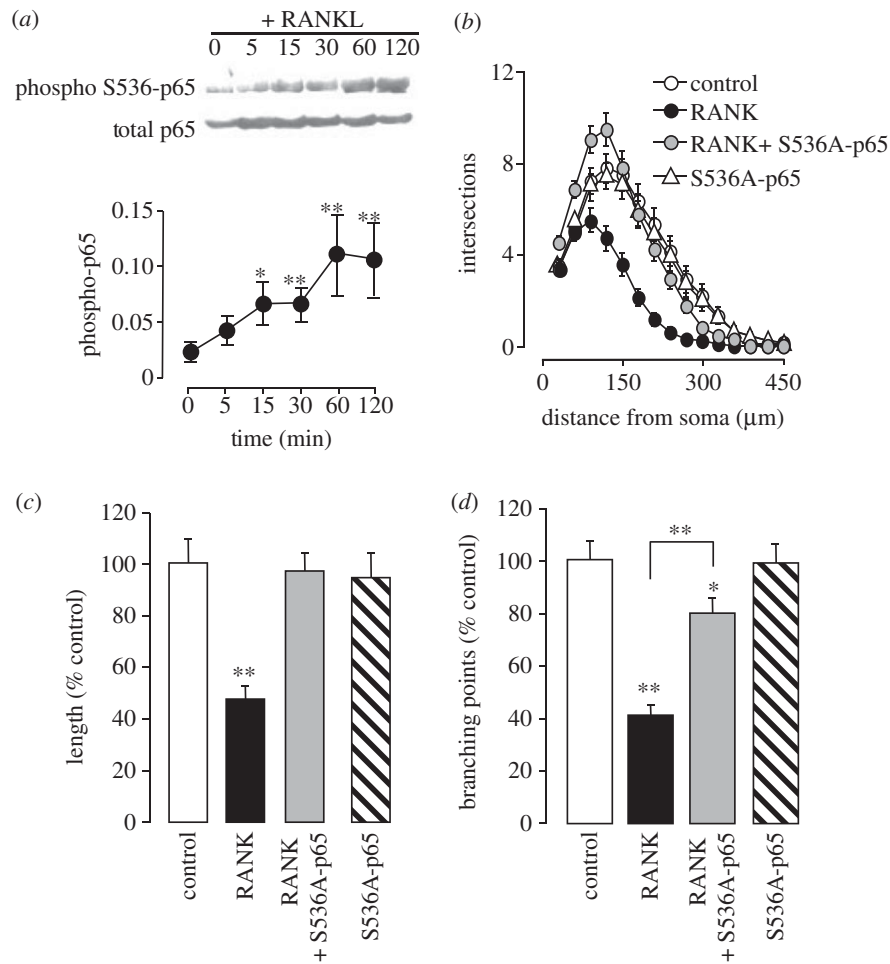 (a)
+ RANKL
0 5 15 30 60 120
phospho S536-p65
total p65
0.15
0.10
0.05
0
phospho-p65
*
**
**
**
0 5 15 30 60 120
time (min)
(b)
12
8
4
0
intersections
control
RANK
RANK+ S536A-p65
S536A-p65
0 150 300 450
distance from soma (μm)
(c)
120
100
80
60
40
20
0
length (% control)
**
control
RANK
RANK
+ S536A-p65
S536A-p65
(d)
120
100
80
60
40
20
0
branching points (% control)
**
*
**
control
RANK
RANK
+ S536A-p65
S536A-p65